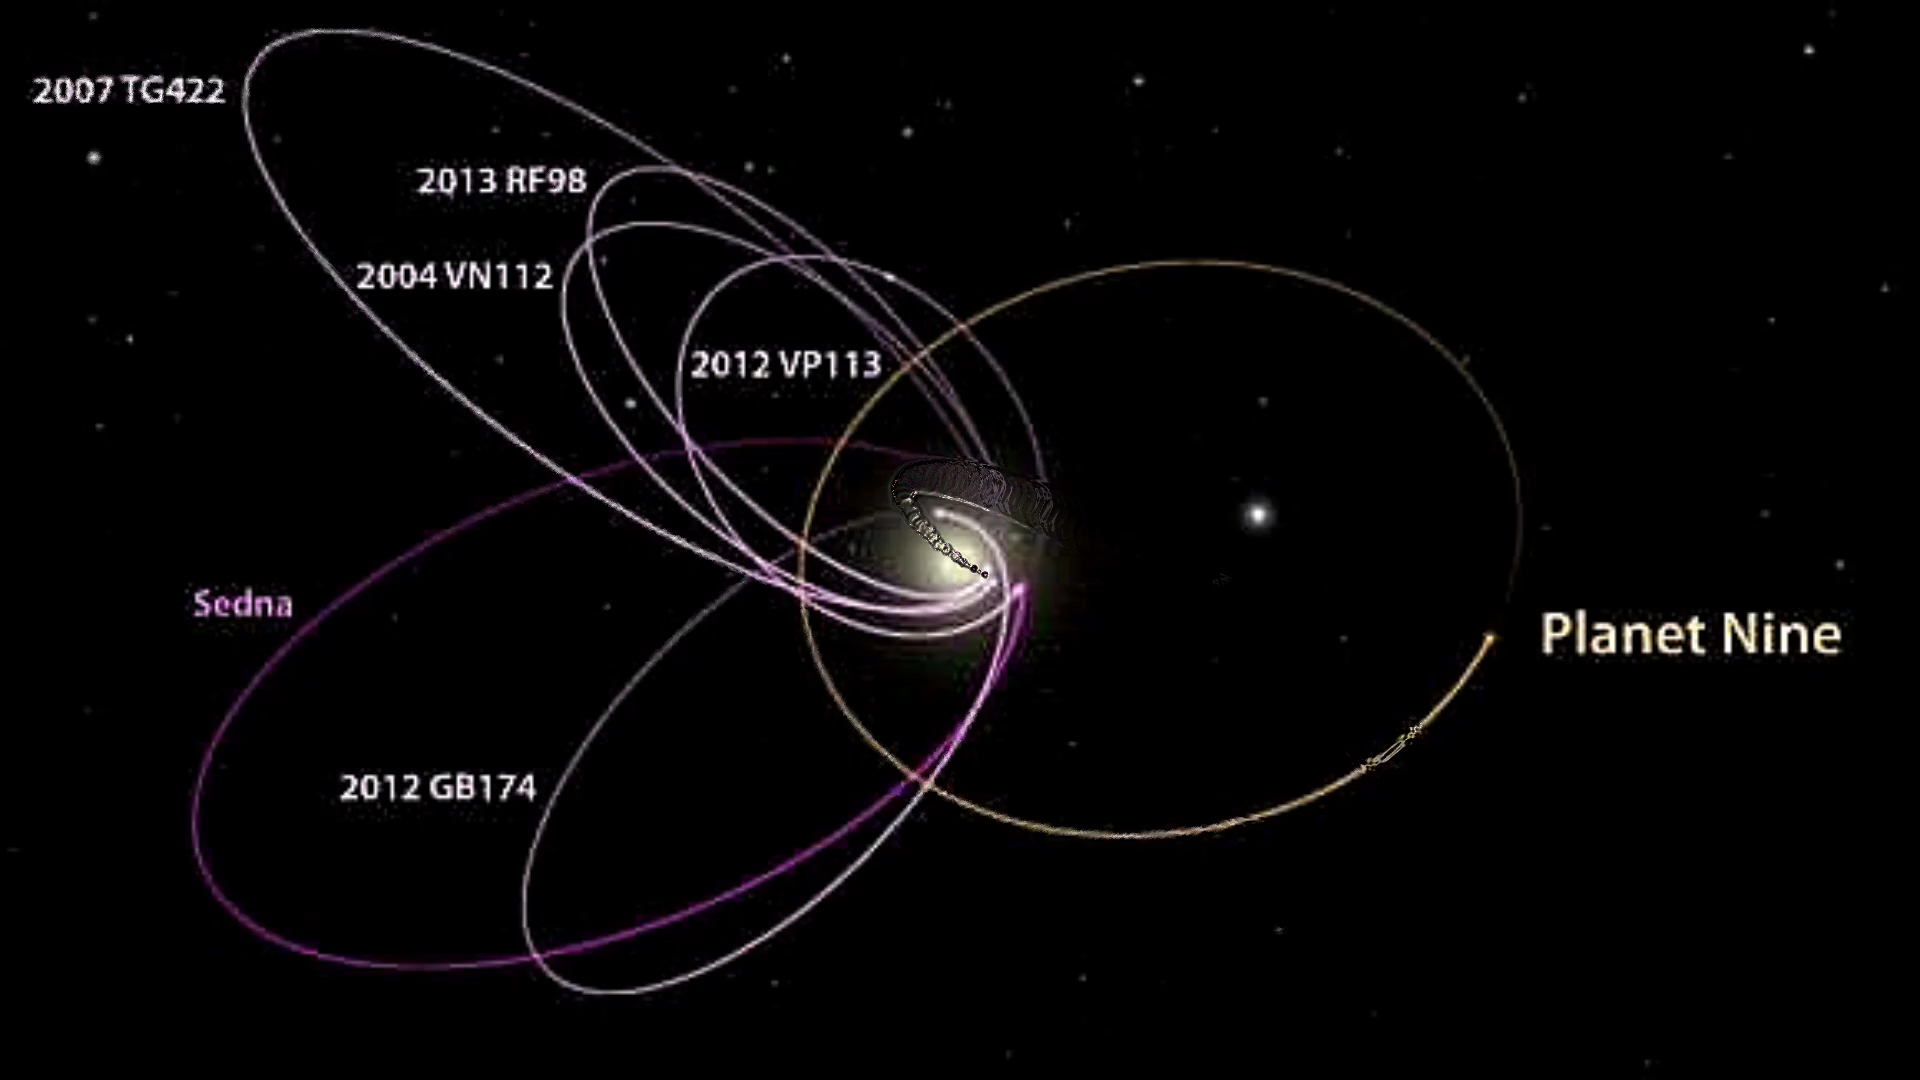 2007 TG422
2013 RF98
2004 VN112
2012 VP113
Sedna
Planet Nine
2012 GB174